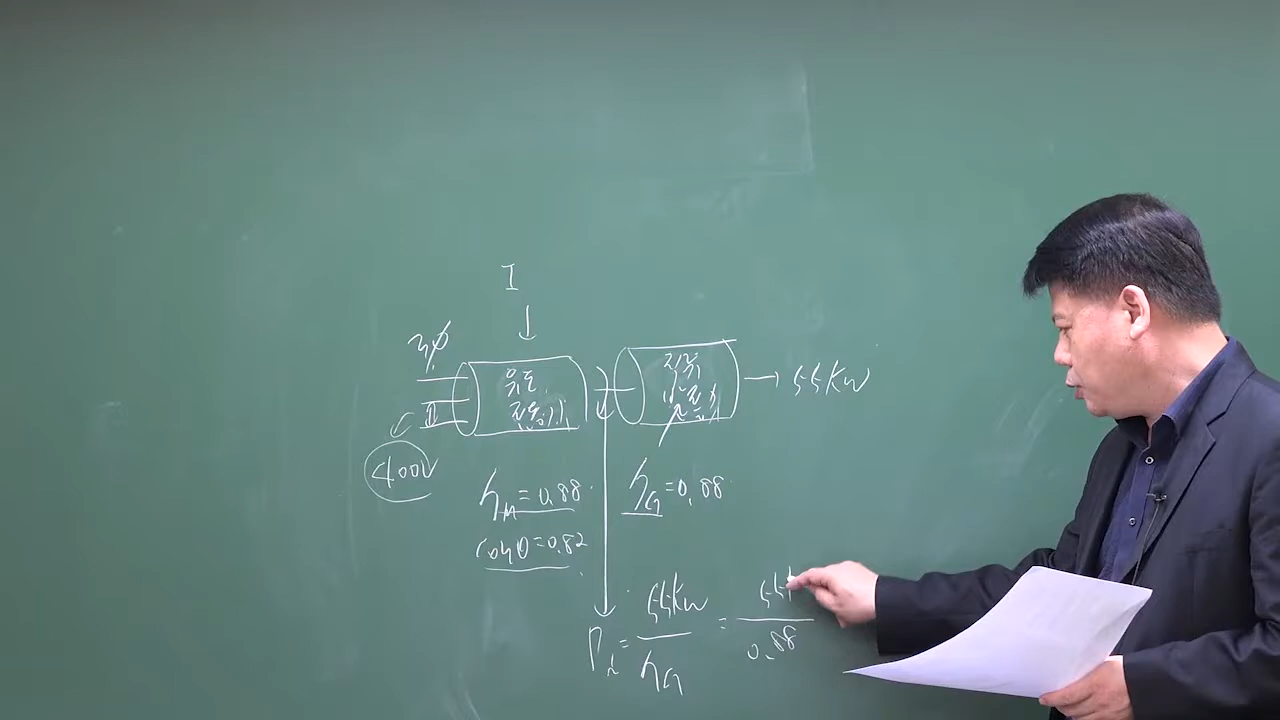 I
↓
3φ
유도
전동기
직류
발전기
→ 55kW
400V
η_M = 0.88
η_G = 0.88
cosθ = 0.82
P_i = 55kW / η_G = 55k / 0.88